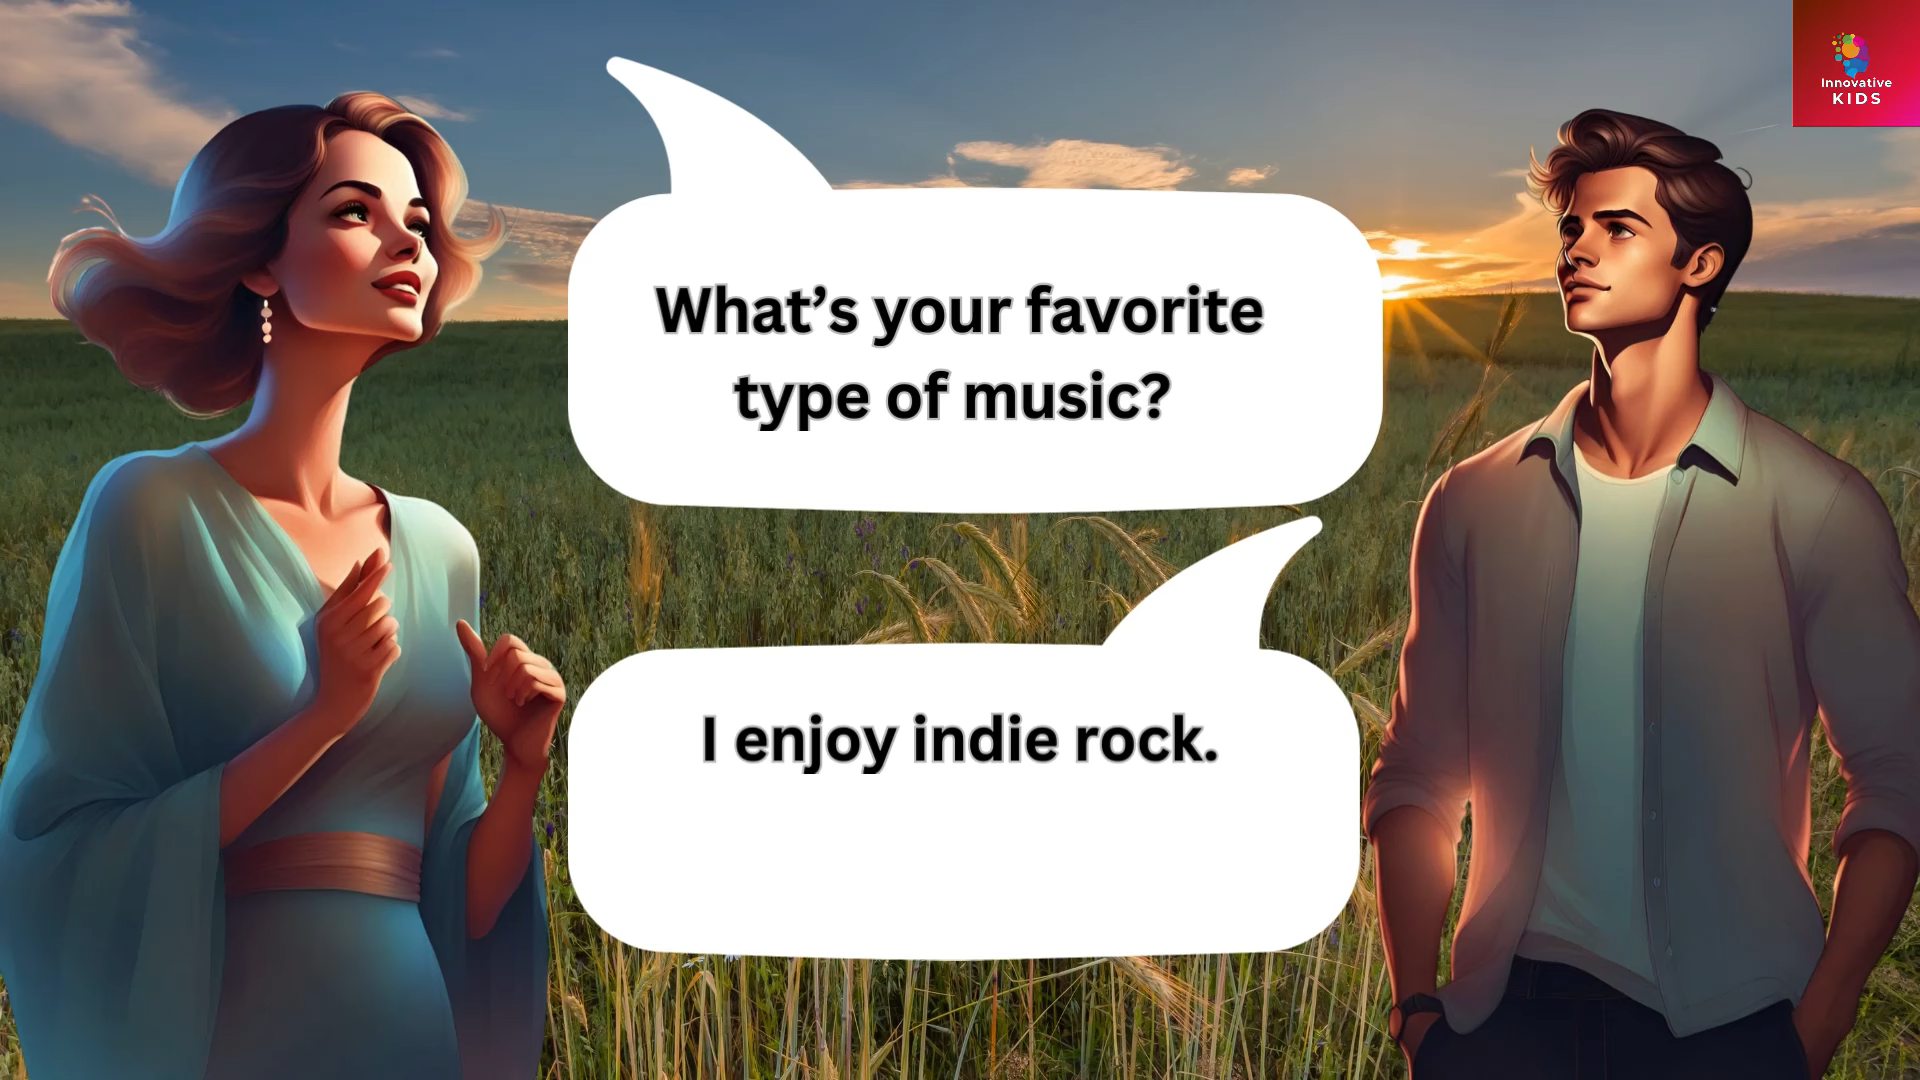 Innovative
KIDS
What's your favorite
type of music?
I enjoy indie rock.